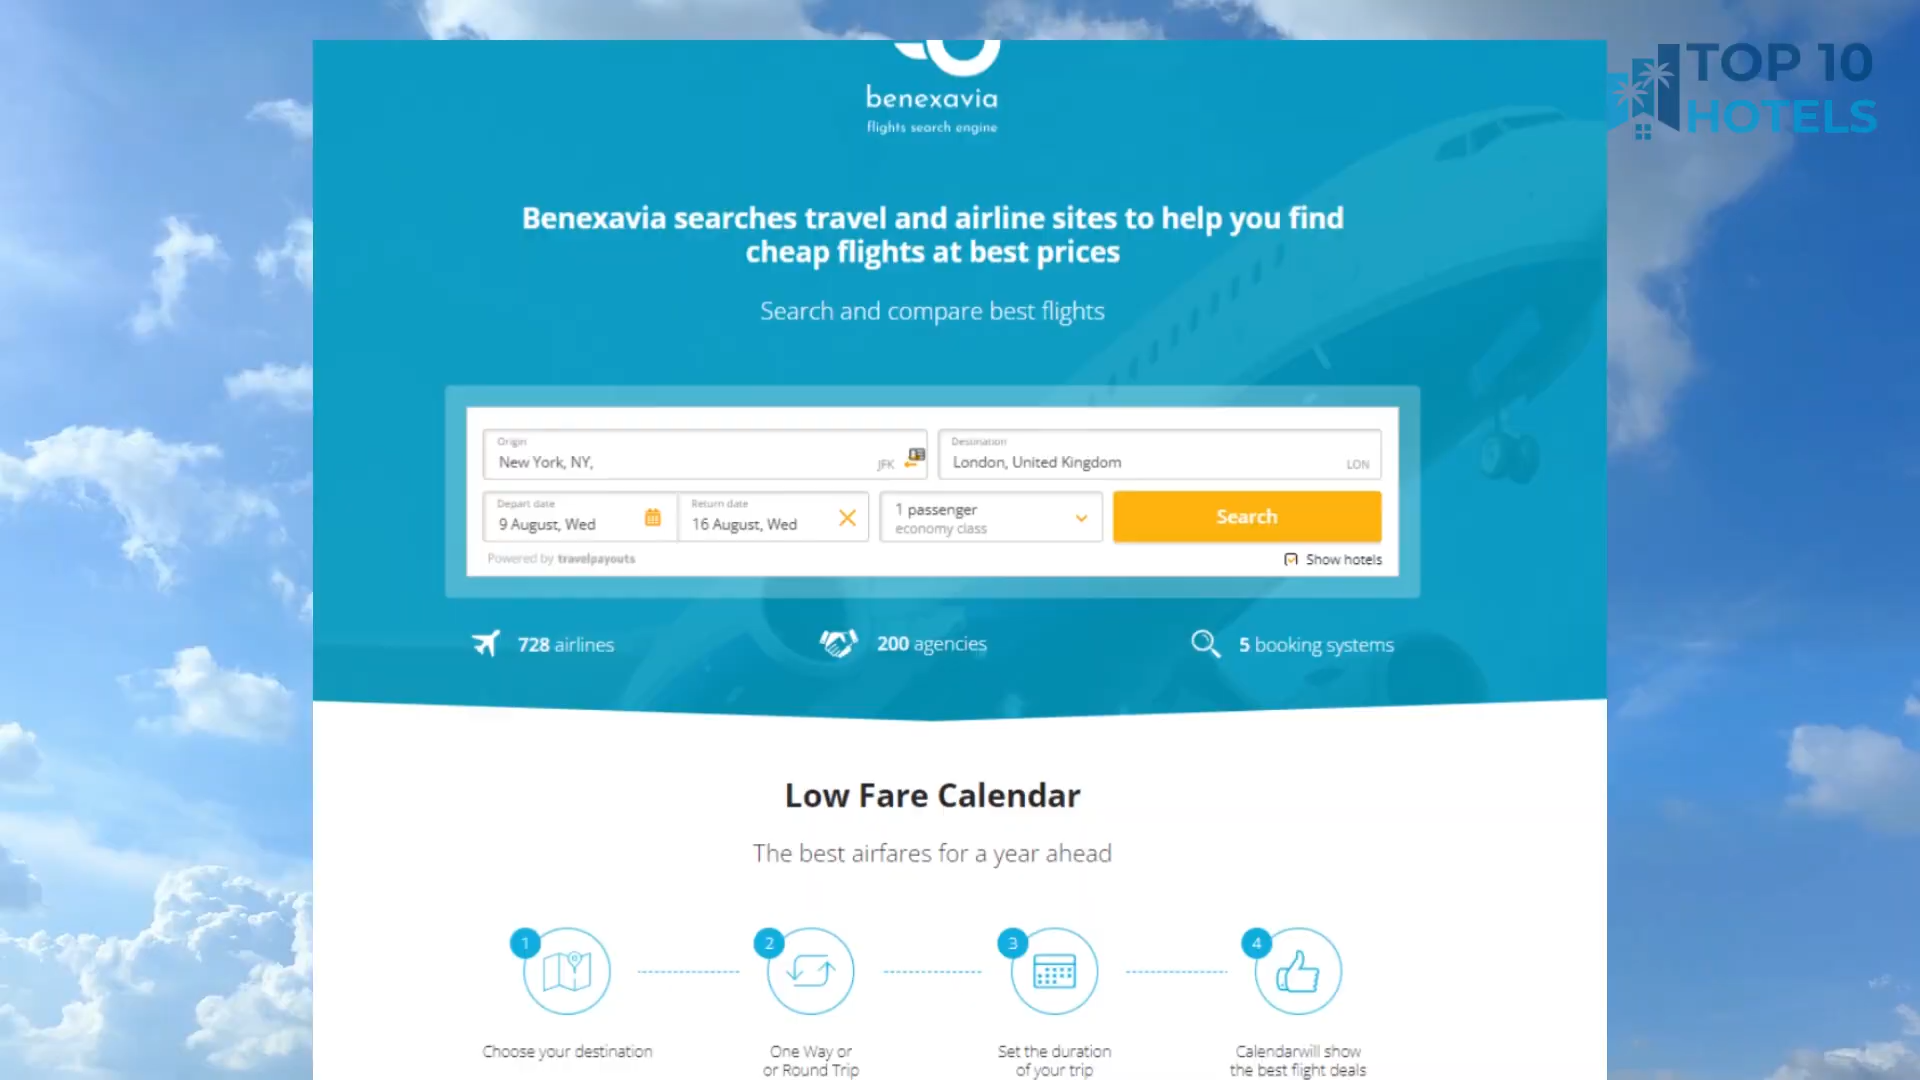 TOP 10
HOTELS
benexavia
flights search engine
Benexavia searches travel and airline sites to help you find
cheap flights at best prices
Search and compare best flights
Origin
New York, NY,
JFK
Destination
London, United Kingdom
LON
Depart date
9 August, Wed
Return date
16 August, Wed
1 passenger
economy class
Search
Powered by travelpayouts
Show hotels
728 airlines
200 agencies
5 booking systems
Low Fare Calendar
The best airfares for a year ahead
1
2
3
4
Choose your destination
One Way or
or Round Trip
Set the duration
of your trip
Calendarwill show
the best flight deals